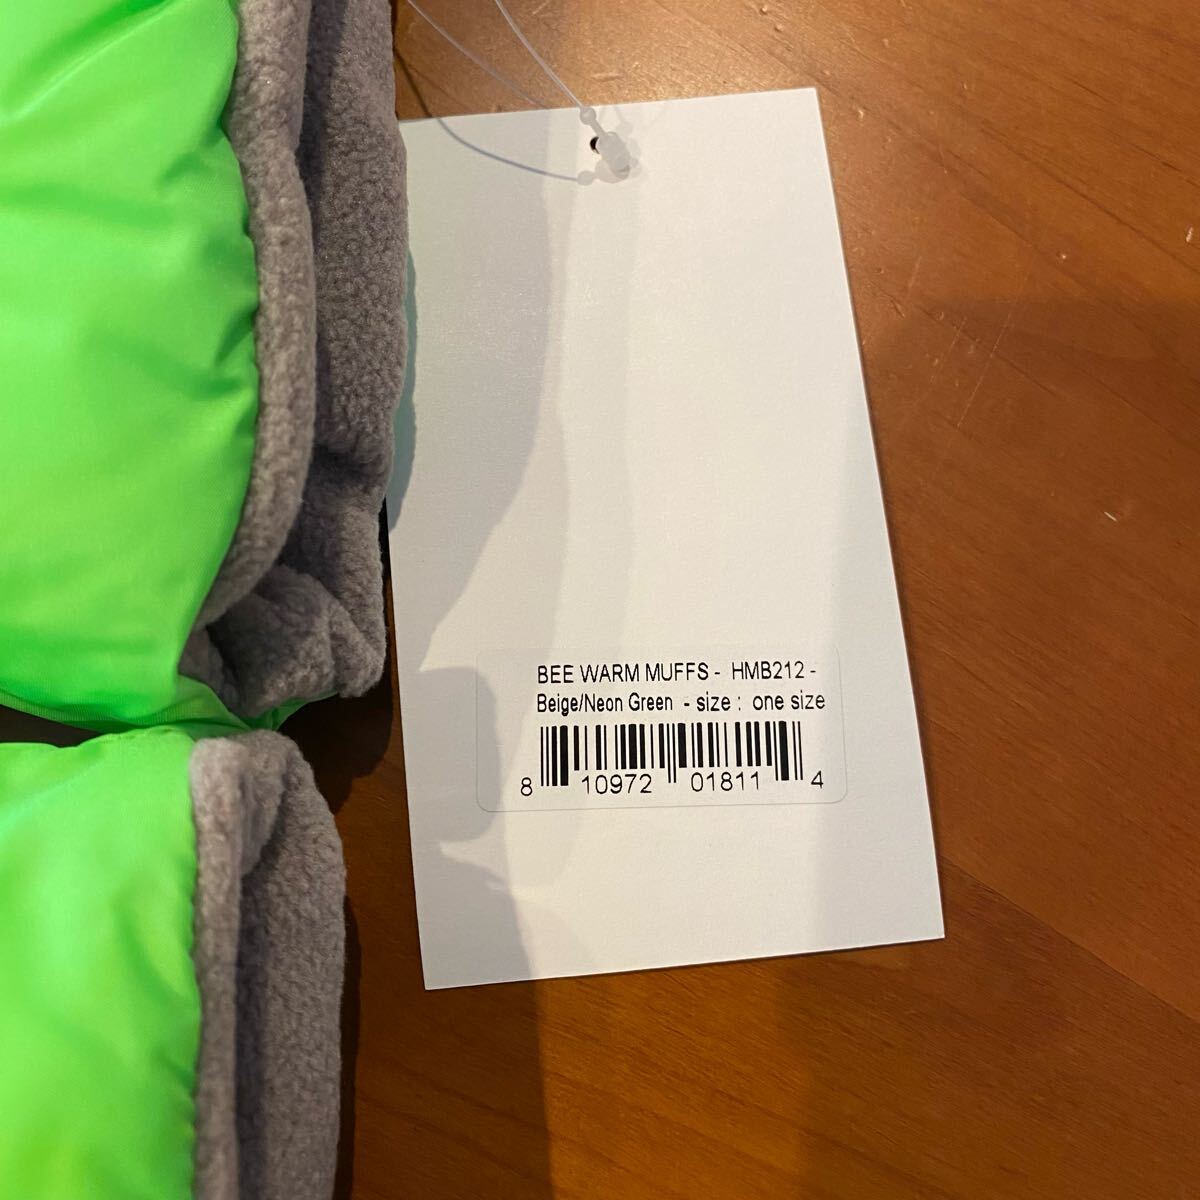 BEE WARM MUFFS - HMB212 -
Beige/Neon Green - size : one size
8 10972 01811 4